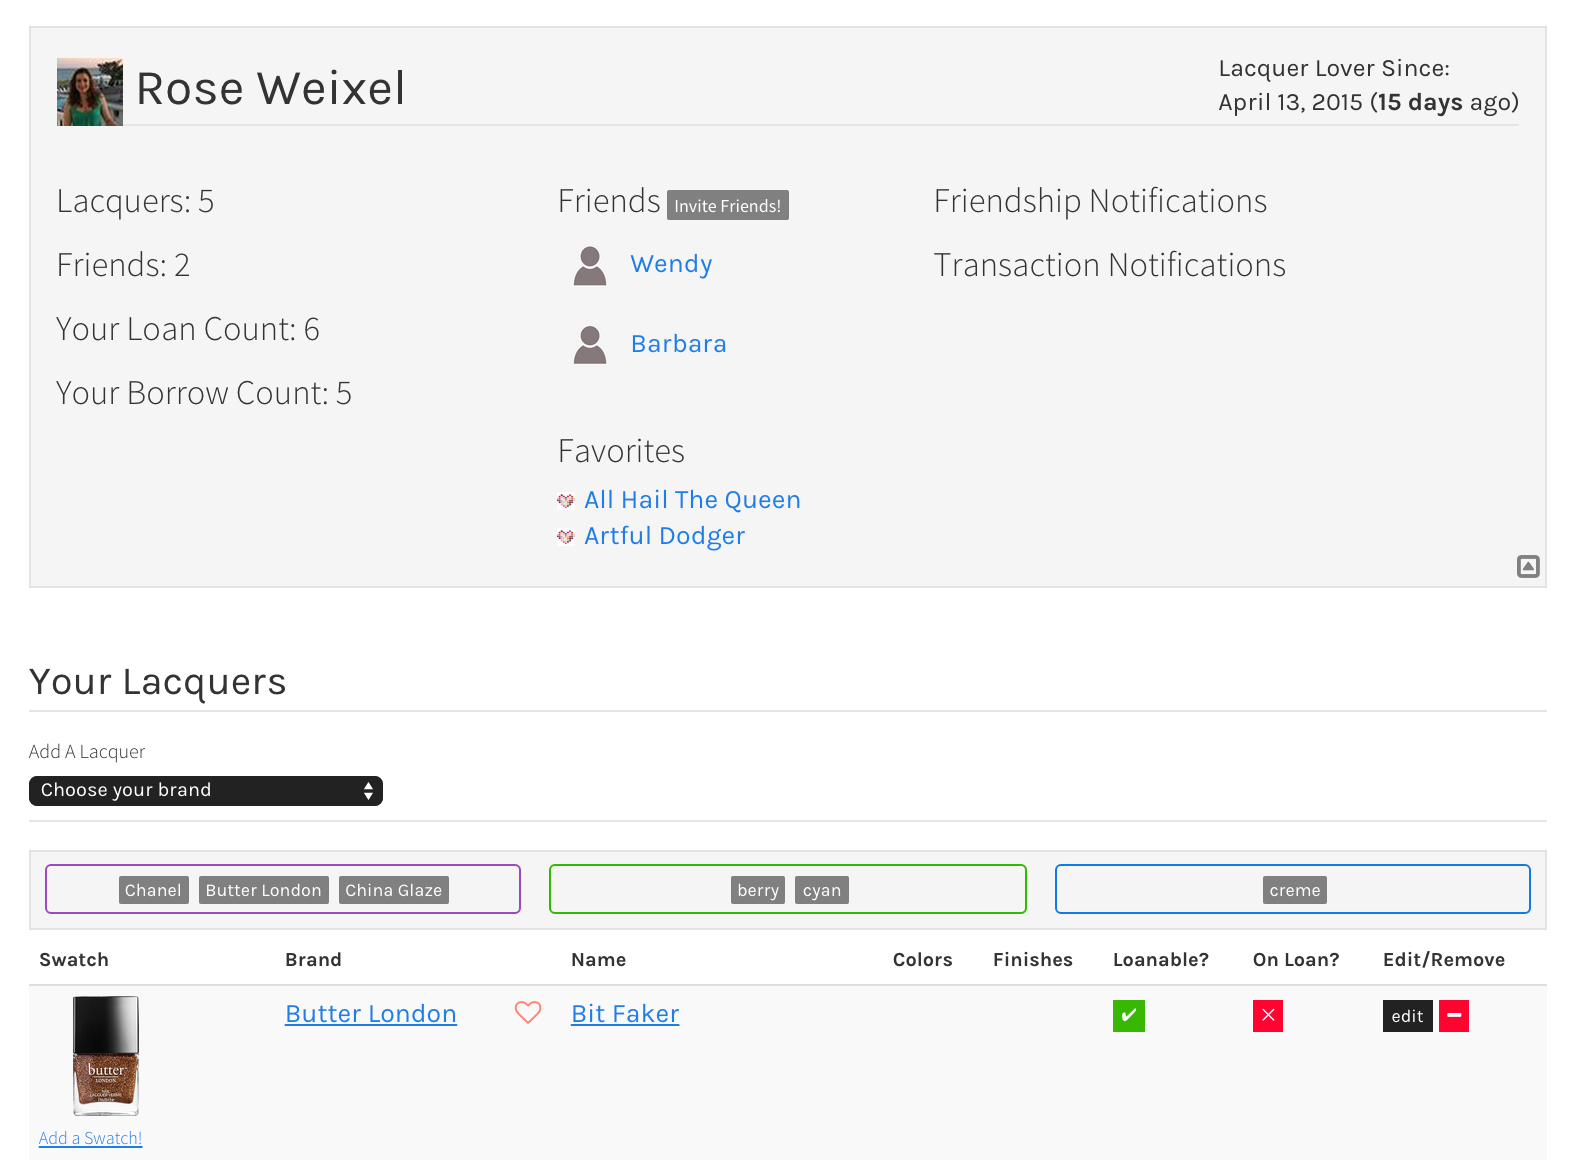 Rose Weixel
Lacquer Lover Since:
April 13, 2015 (15 days ago)
Lacquers: 5
Friends: 2
Your Loan Count: 6
Your Borrow Count: 5
Friends Invite Friends!
Wendy
Barbara
Favorites
All Hail The Queen
Artful Dodger
Friendship Notifications
Transaction Notifications
Your Lacquers
Add A Lacquer
Choose your brand
Chanel Butter London China Glaze berry cyan creme
Swatch Brand Name Colors Finishes Loanable? On Loan? Edit/Remove
Butter London Bit Faker edit
butter
LONDON
Add a Swatch!